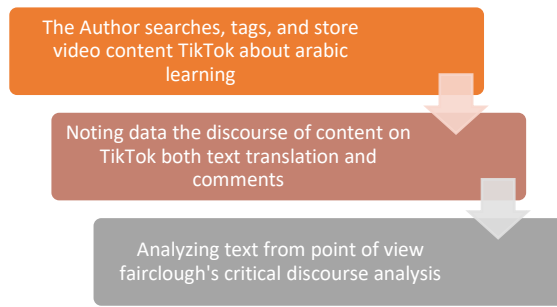 The Author searches, tags, and store
video content TikTok about arabic
learning
Noting data the discourse of content on
TikTok both text translation and
comments
Analyzing text from point of view
fairclough's critical discourse analysis